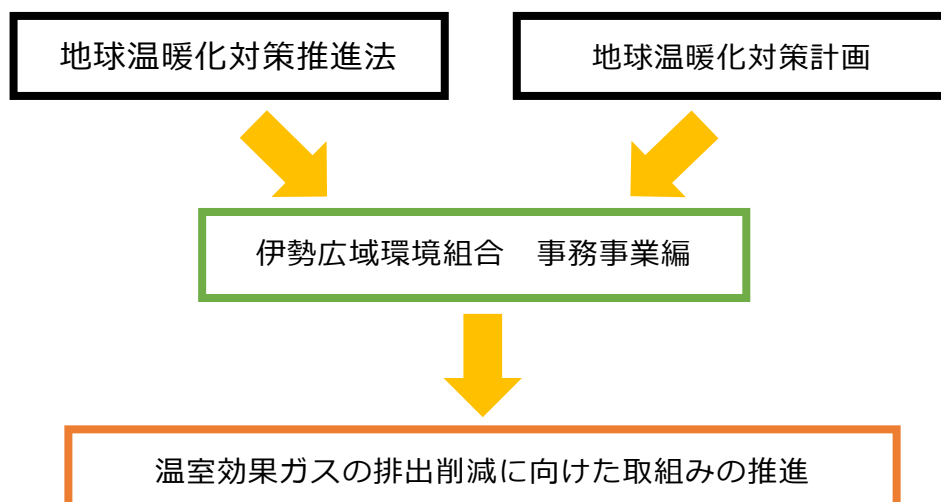 地球温暖化対策推進法
地球温暖化対策計画
伊勢広域環境組合　事務事業編
温室効果ガスの排出削減に向けた取組みの推進